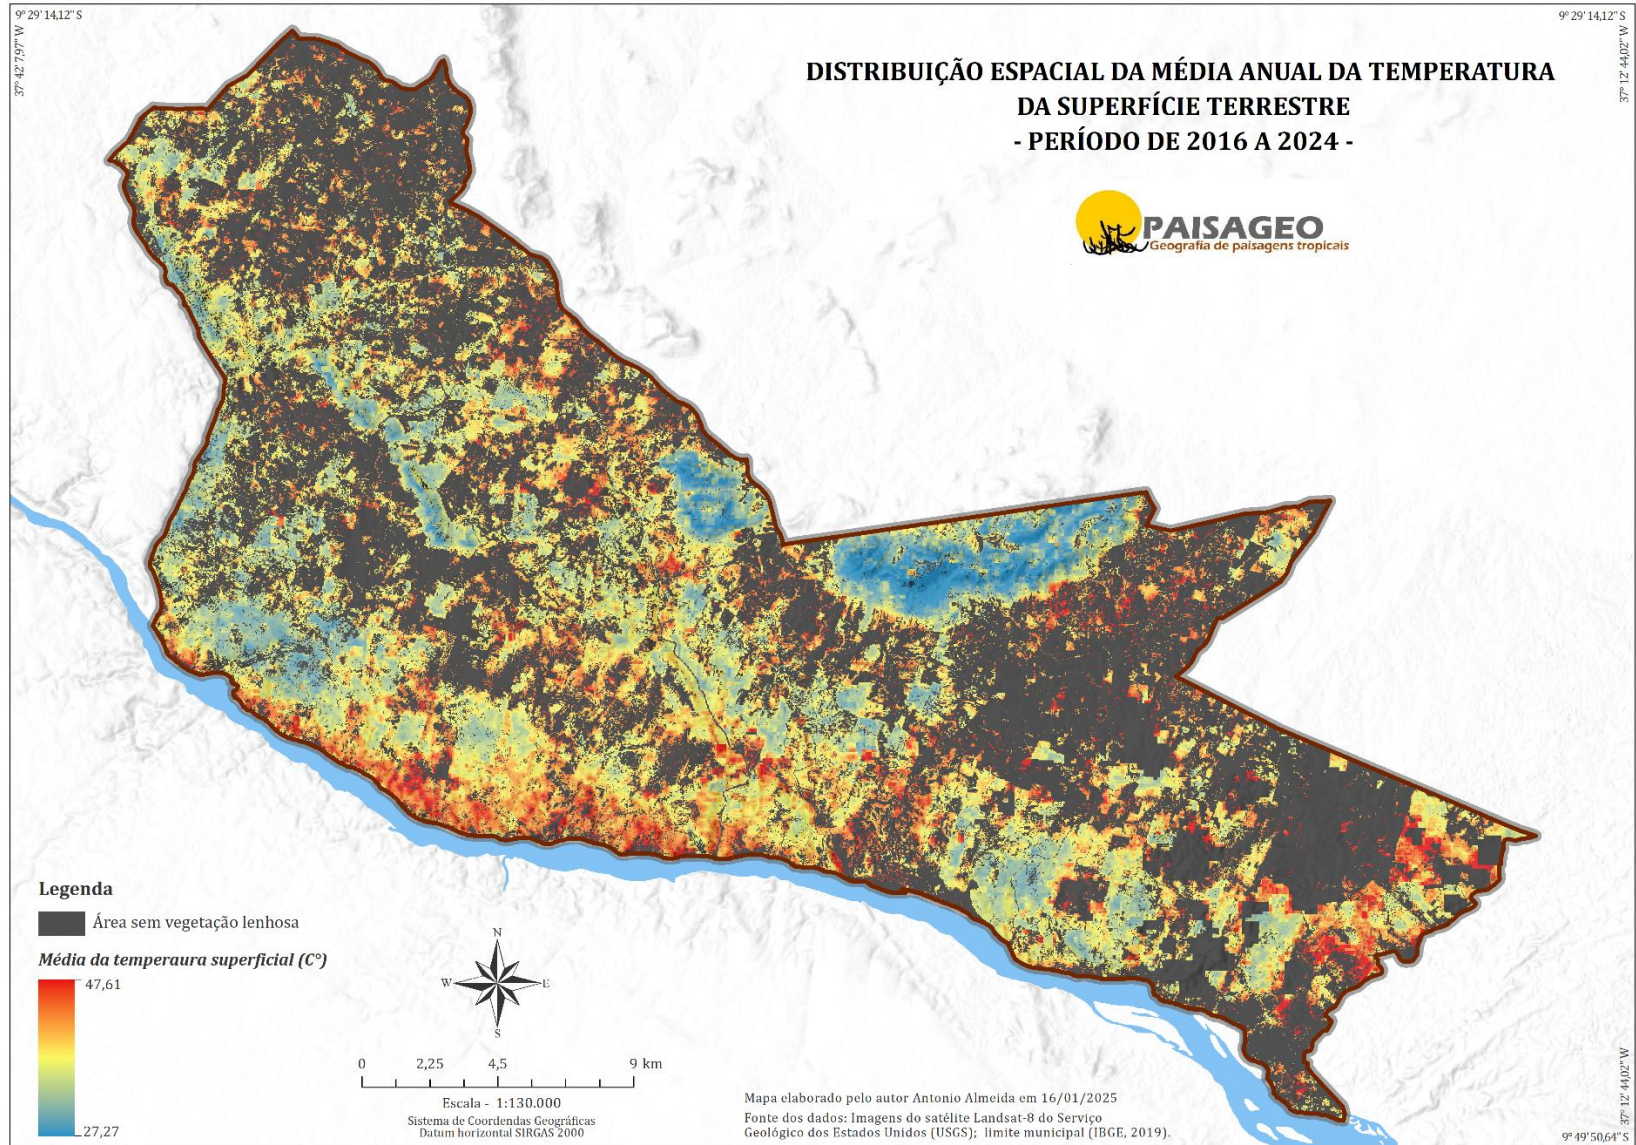 9° 29' 14,12" S
9° 29' 14,12" S
37° 42' 7,97" W
37° 12' 44,02" W
DISTRIBUIÇÃO ESPACIAL DA MÉDIA ANUAL DA TEMPERATURA
DA SUPERFÍCIE TERRESTRE
- PERÍODO DE 2016 A 2024 -
PAISAGEO
Geografia de paisagens tropicais
Legenda
Área sem vegetação lenhosa
Média da temperaura superficial (C°)
47,61
27,27
N
W
E
S
0 2,25 4,5 9 km
Escala - 1:130.000
Sistema de Coordendas Geográficas
Datum horizontal SIRGAS 2000
Mapa elaborado pelo autor Antonio Almeida em 16/01/2025
Fonte dos dados: Imagens do satélite Landsat-8 do Serviço
Geológico dos Estados Unidos (USGS); limite municipal (IBGE, 2019).
37° 12' 44,02" W
9° 49' 50,64" S